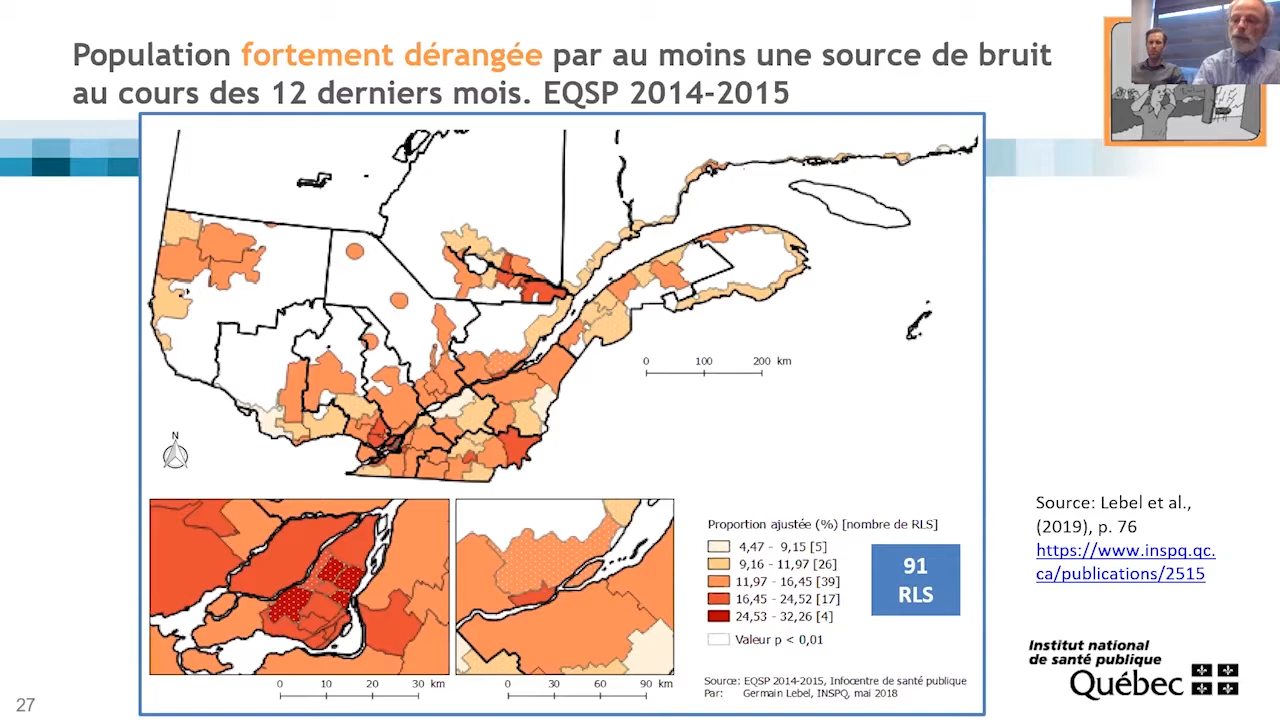 Population fortement dérangée par au moins une source de bruit
au cours des 12 derniers mois. EQSP 2014-2015
0 100 200 km
N
Source: Lebel et al.,
(2019), p. 76
https://www.inspq.qc.
ca/publications/2515
Proportion ajustée (%) [nombre de RLS]
4,47 - 9,15 [5]
9,16 - 11,97 [26]
11,97 - 16,45 [39]
16,45 - 24,52 [17]
24,53 - 32,26 [4]
Valeur p < 0,01
91
RLS
0 10 20 30 km
0 30 60 90 km
Source: EQSP 2014-2015, Infocentre de santé publique
Par: Germain Lebel, INSPQ, mai 2018
Institut national
de santé publique
Québec
27